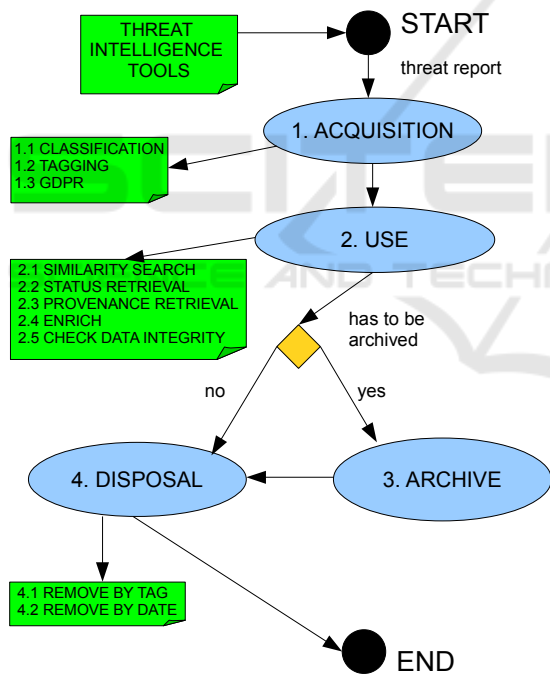 THREAT
INTELLIGENCE
TOOLS
START
threat report
1. ACQUISITION
1.1 CLASSIFICATION
1.2 TAGGING
1.3 GDPR
2. USE
2.1 SIMILARITY SEARCH
2.2 STATUS RETRIEVAL
2.3 PROVENANCE RETRIEVAL
2.4 ENRICH
2.5 CHECK DATA INTEGRITY
has to be
archived
no
yes
4. DISPOSAL
3. ARCHIVE
4.1 REMOVE BY TAG
4.2 REMOVE BY DATE
END